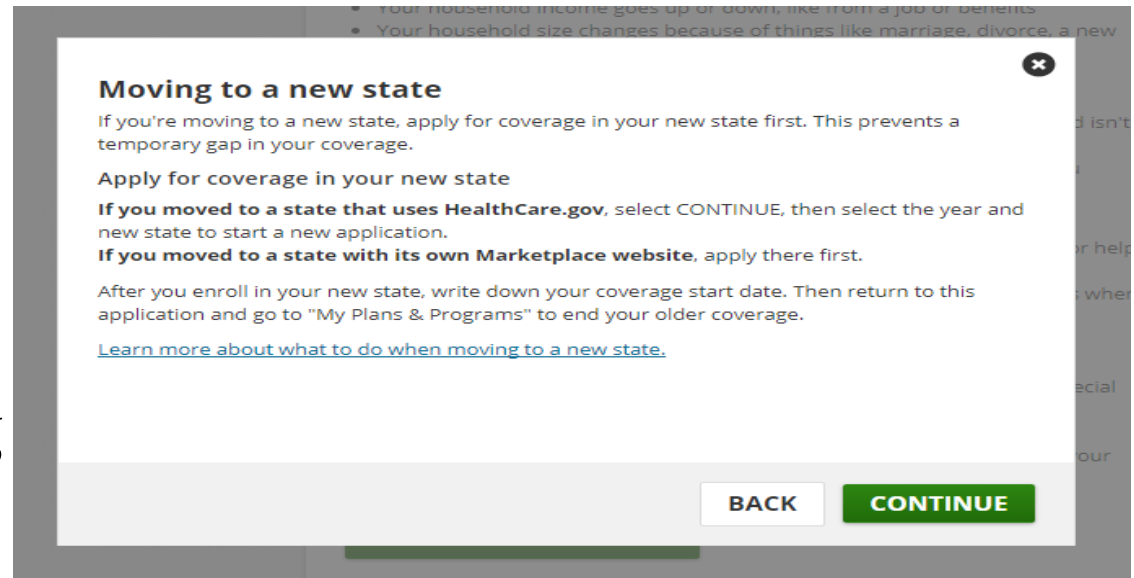 Your household income goes up or down, like from a job or benefits
Your household size changes because of things like marriage, divorce, a new
Moving to a new state
If you're moving to a new state, apply for coverage in your new state first. This prevents a
temporary gap in your coverage.
d isn't
Apply for coverage in your new state
If you moved to a state that uses HealthCare.gov, select CONTINUE, then select the year and
new state to start a new application.
If you moved to a state with its own Marketplace website, apply there first.
or help
After you enroll in your new state, write down your coverage start date. Then return to this
application and go to "My Plans & Programs" to end your older coverage.
Learn more about what to do when moving to a new state.
ecial
your
BACK
CONTINUE